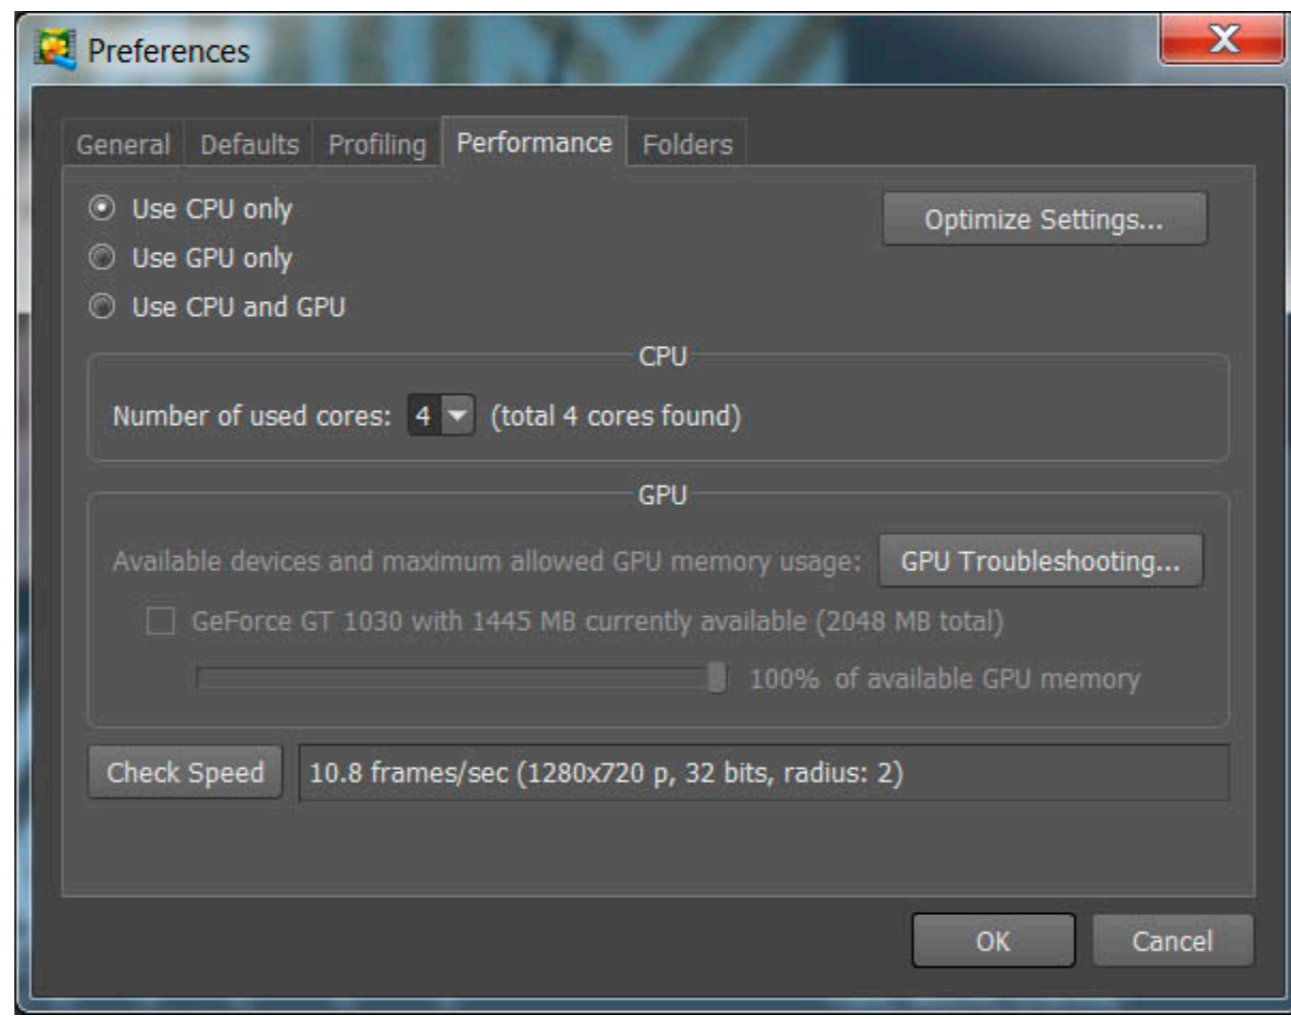 Preferences
X
General Defaults Profiling Performance Folders
Use CPU only
Optimize Settings...
Use GPU only
Use CPU and GPU
CPU
Number of used cores: 4 (total 4 cores found)
GPU
Available devices and maximum allowed GPU memory usage: GPU Troubleshooting...
GeForce GT 1030 with 1445 MB currently available (2048 MB total)
100% of available GPU memory
Check Speed 10.8 frames/sec (1280x720 p, 32 bits, radius: 2)
OK Cancel